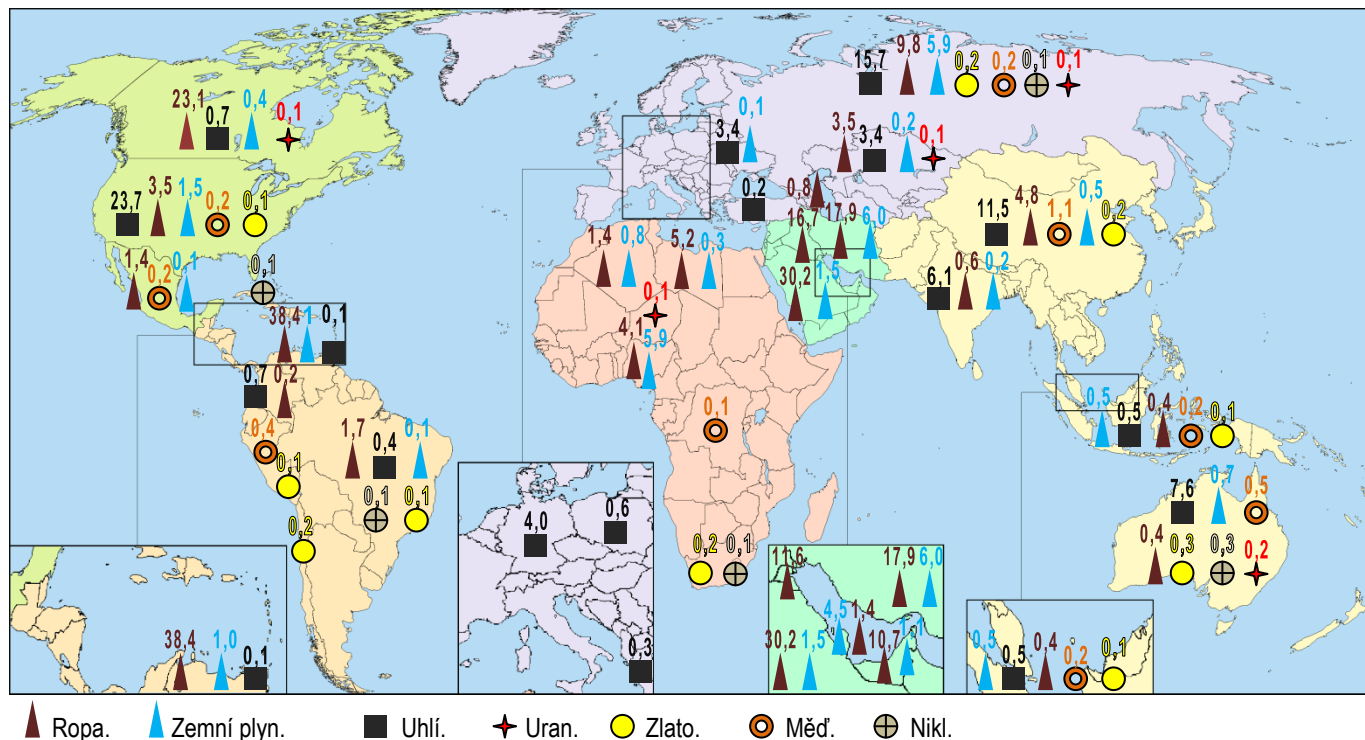 9,8 5,9
15,7 0,2 0,2 0,1 0,1
23,1 0,7 0,4 0,1
0,1
3,4
3,5 3,4 0,2 0,1
0,2
0,8
23,7 3,5 1,5 0,2 0,1
16,7 17,9 6,0
4,8 0,5
11,5 1,1 0,2
1,4 0,8 5,2 0,3
1,4 0,2 0,1 0,1
30,2 1,5
6,1 0,6 0,2
0,1
38,4 1 0,1
4,1 5,9
0,7 0,2
0,4
0,1
1,7 0,4 0,1
0,1
0,5 0,5 0,4 0,2 0,1
0,1 0,1
0,2
7,6 0,7 0,5
0,4 0,3 0,3 0,2
0,2 0,1
4,0 0,6
0,3
11,6 17,9 6,0
4,5 1,4
30,2 1,5 10,7 1,1
38,4 1,0 0,1
0,5 0,5 0,4 0,2 0,1
Ropa. Zemní plyn. Uhlí. Uran. Zlato. Měď. Nikl.